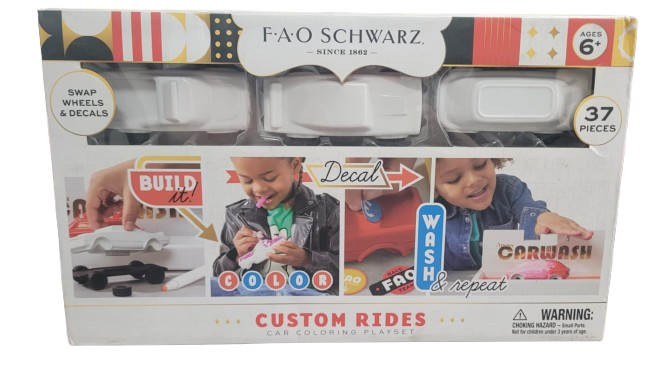 F·A·O SCHWARZ.
— SINCE 1862 —
AGES
6+
SWAP
WHEELS
& DECALS
37
PIECES
BUILD
it!
Decal
COLOR
WASH
& repeat
CARWASH
FAO
CUSTOM RIDES
CAR COLORING PLAYSET
WARNING:
CHOKING HAZARD – Small Parts.
Not for children under 3 years of age.